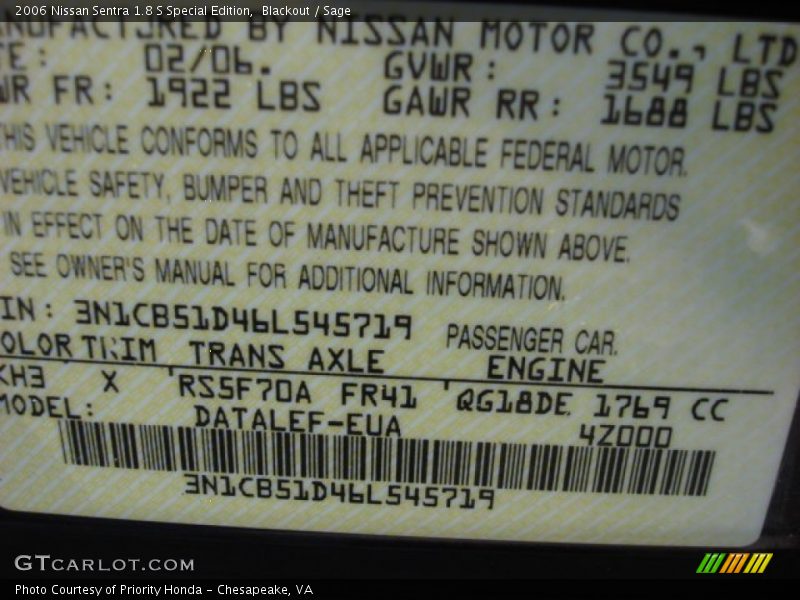 2006 Nissan Sentra 1.8 S Special Edition, Blackout / Sage
MANUFACTURED BY NISSAN MOTOR CO., LTD
TE: 02/06. GVWR: 3549 LBS
WR FR: 1922 LBS GAWR RR: 1688 LBS
THIS VEHICLE CONFORMS TO ALL APPLICABLE FEDERAL MOTOR.
VEHICLE SAFETY, BUMPER AND THEFT PREVENTION STANDARDS
IN EFFECT ON THE DATE OF MANUFACTURE SHOWN ABOVE.
SEE OWNER'S MANUAL FOR ADDITIONAL INFORMATION.
IN: 3N1CB51D46L545719 PASSENGER CAR.
OLOR TRIM TRANS AXLE ENGINE
KH3 X RS5F70A FR41 QG18DE 1769 CC
MODEL: DATALEF-EUA 4Z000
3N1CB51D46L545719
GTCARLOT.COM
Photo Courtesy of Priority Honda - Chesapeake, VA